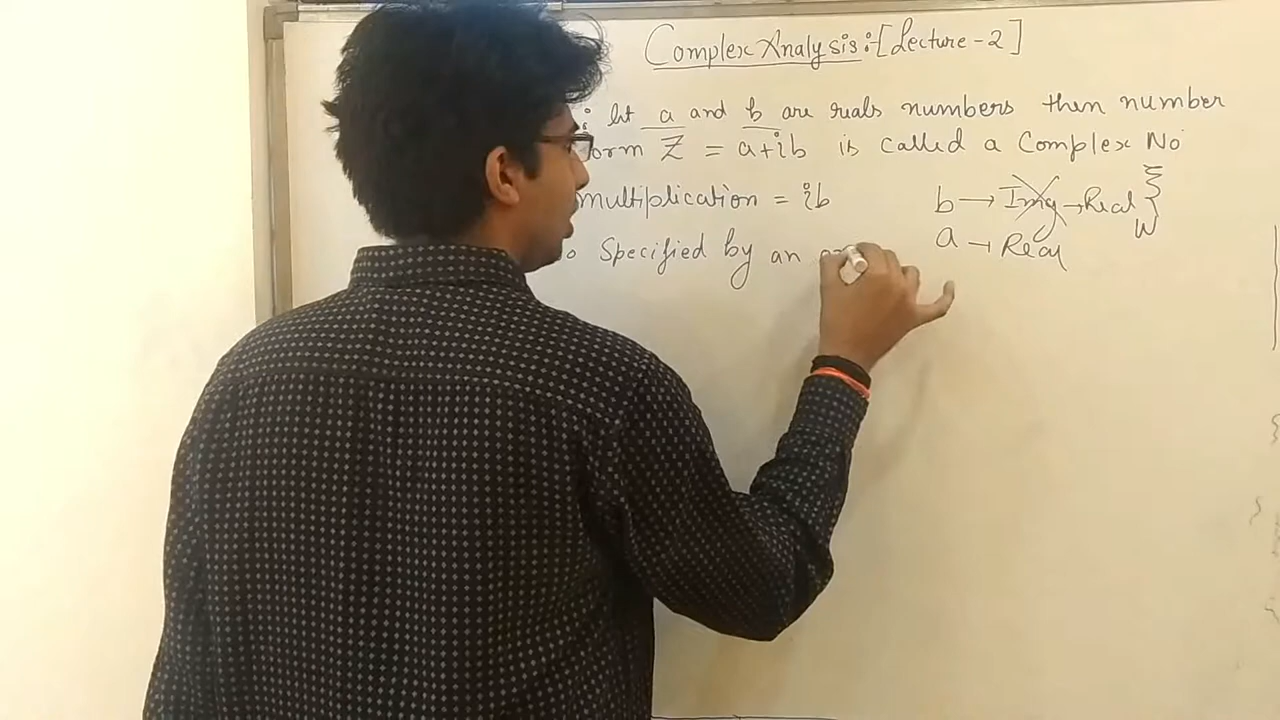 Complex Analysis :- [Lecture-2]
: let a and b are reals numbers then number
form Z = a+ib is called a Complex No
multiplication = ib
b → Img → Real
a → Real
Specified by an